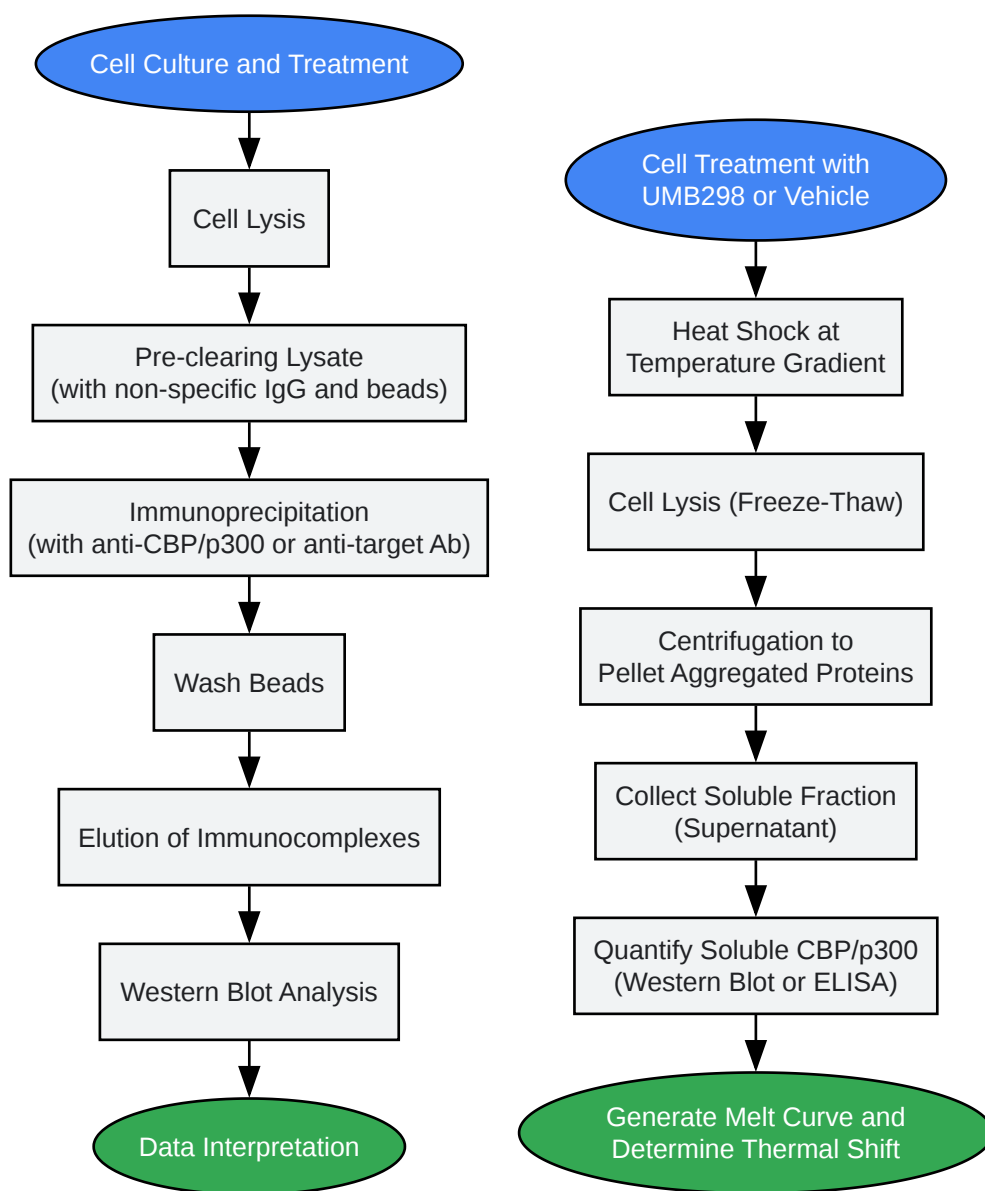 Cell Culture and Treatment
Cell Lysis
Pre-clearing Lysate
(with non-specific IgG and beads)
Immunoprecipitation
(with anti-CBP/p300 or anti-target Ab)
Wash Beads
Elution of Immunocomplexes
Western Blot Analysis
Data Interpretation
Cell Treatment with
UMB298 or Vehicle
Heat Shock at
Temperature Gradient
Cell Lysis (Freeze-Thaw)
Centrifugation to
Pellet Aggregated Proteins
Collect Soluble Fraction
(Supernatant)
Quantify Soluble CBP/p300
(Western Blot or ELISA)
Generate Melt Curve and
Determine Thermal Shift